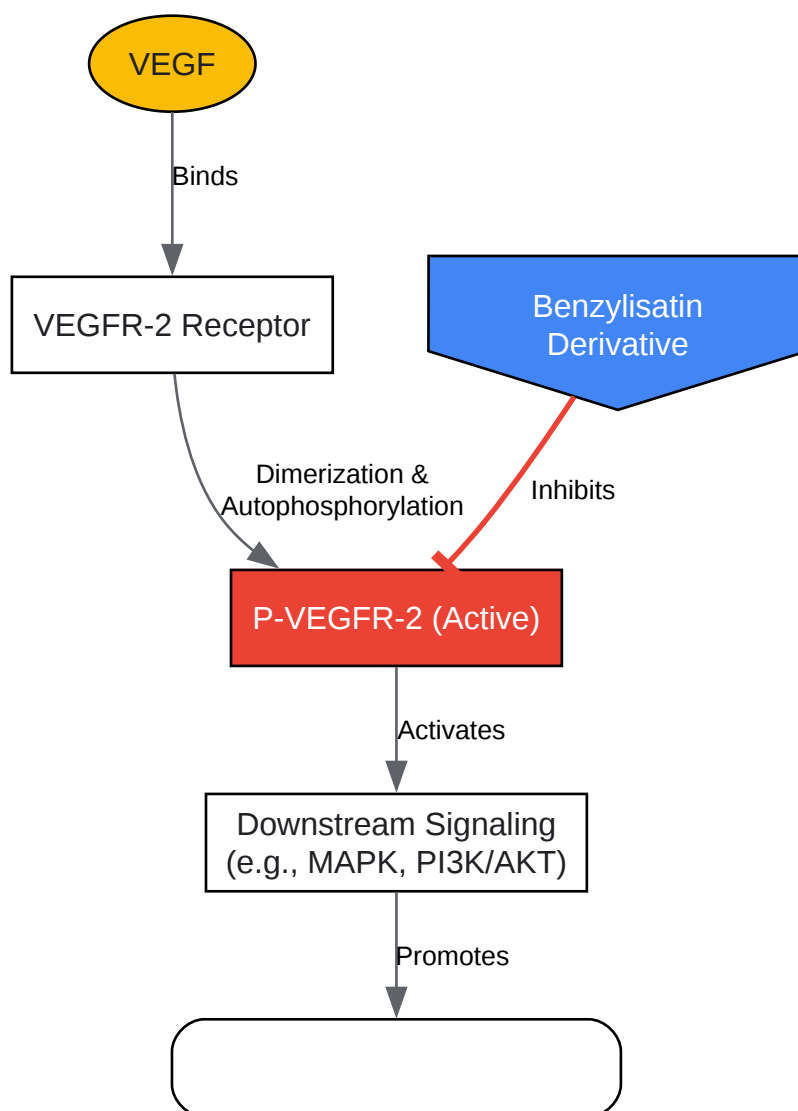 VEGF
Binds
VEGFR-2 Receptor
Benzylisatin
Derivative
Dimerization &
Autophosphorylation
Inhibits
P-VEGFR-2 (Active)
Activates
Downstream Signaling
(e.g., MAPK, PI3K/AKT)
Promotes